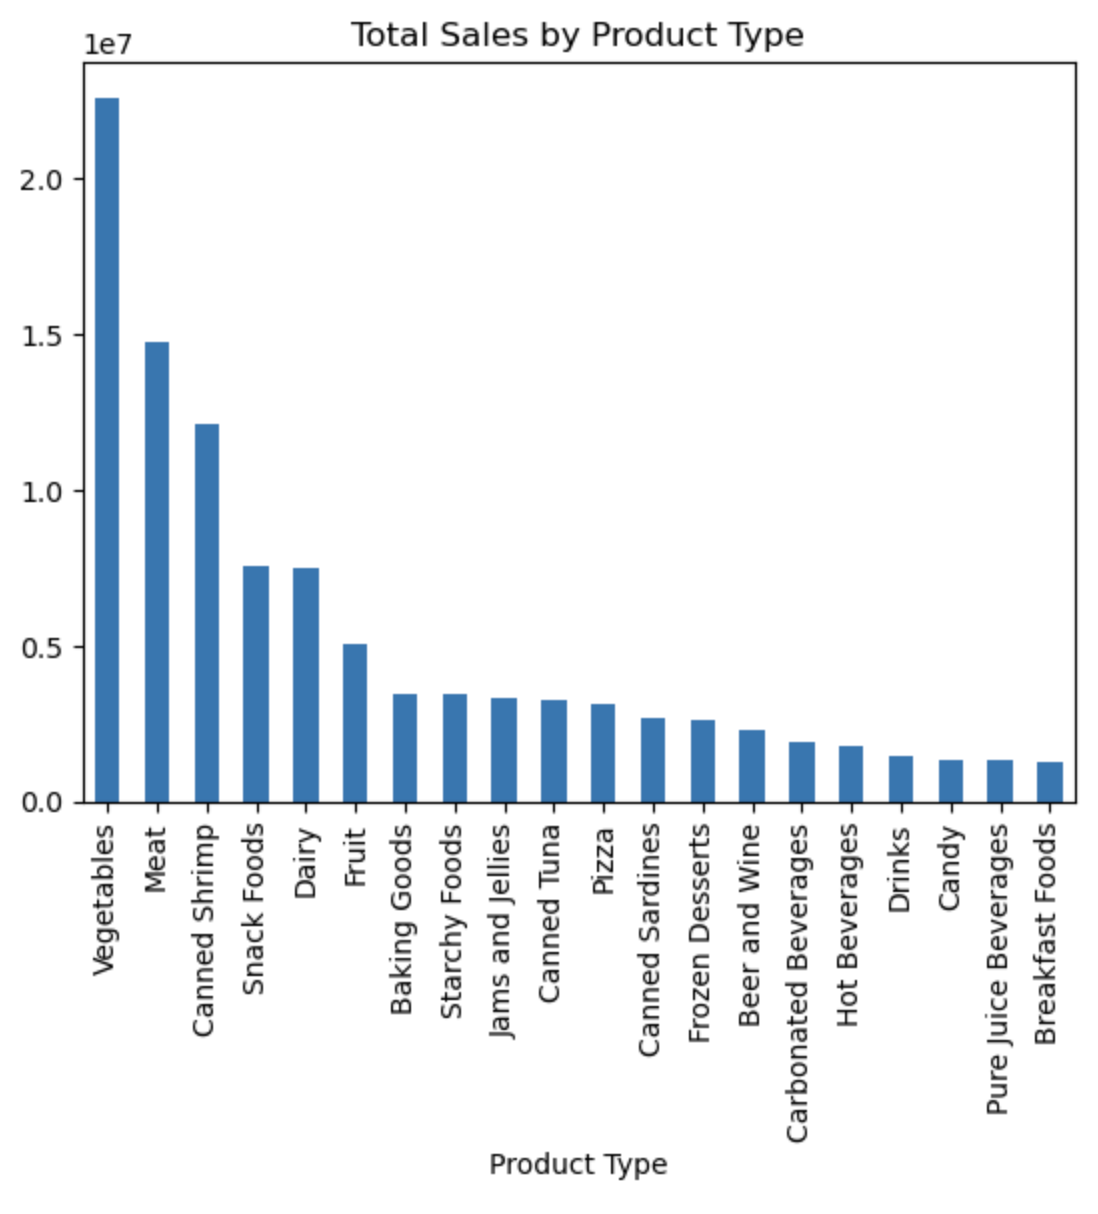 Total Sales by Product Type
1e7
2.0
1.5
1.0
0.5
0.0
Vegetables
Meat
Canned Shrimp
Snack Foods
Dairy
Fruit
Baking Goods
Starchy Foods
Jams and Jellies
Canned Tuna
Pizza
Canned Sardines
Frozen Desserts
Beer and Wine
Carbonated Beverages
Hot Beverages
Drinks
Candy
Pure Juice Beverages
Breakfast Foods
Product Type